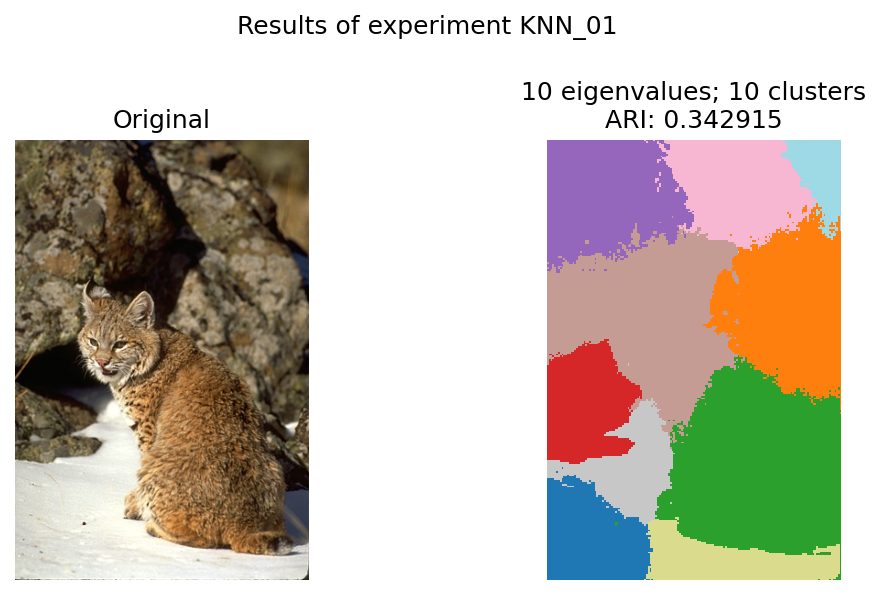 Results of experiment KNN_01
Original
10 eigenvalues; 10 clusters
ARI: 0.342915